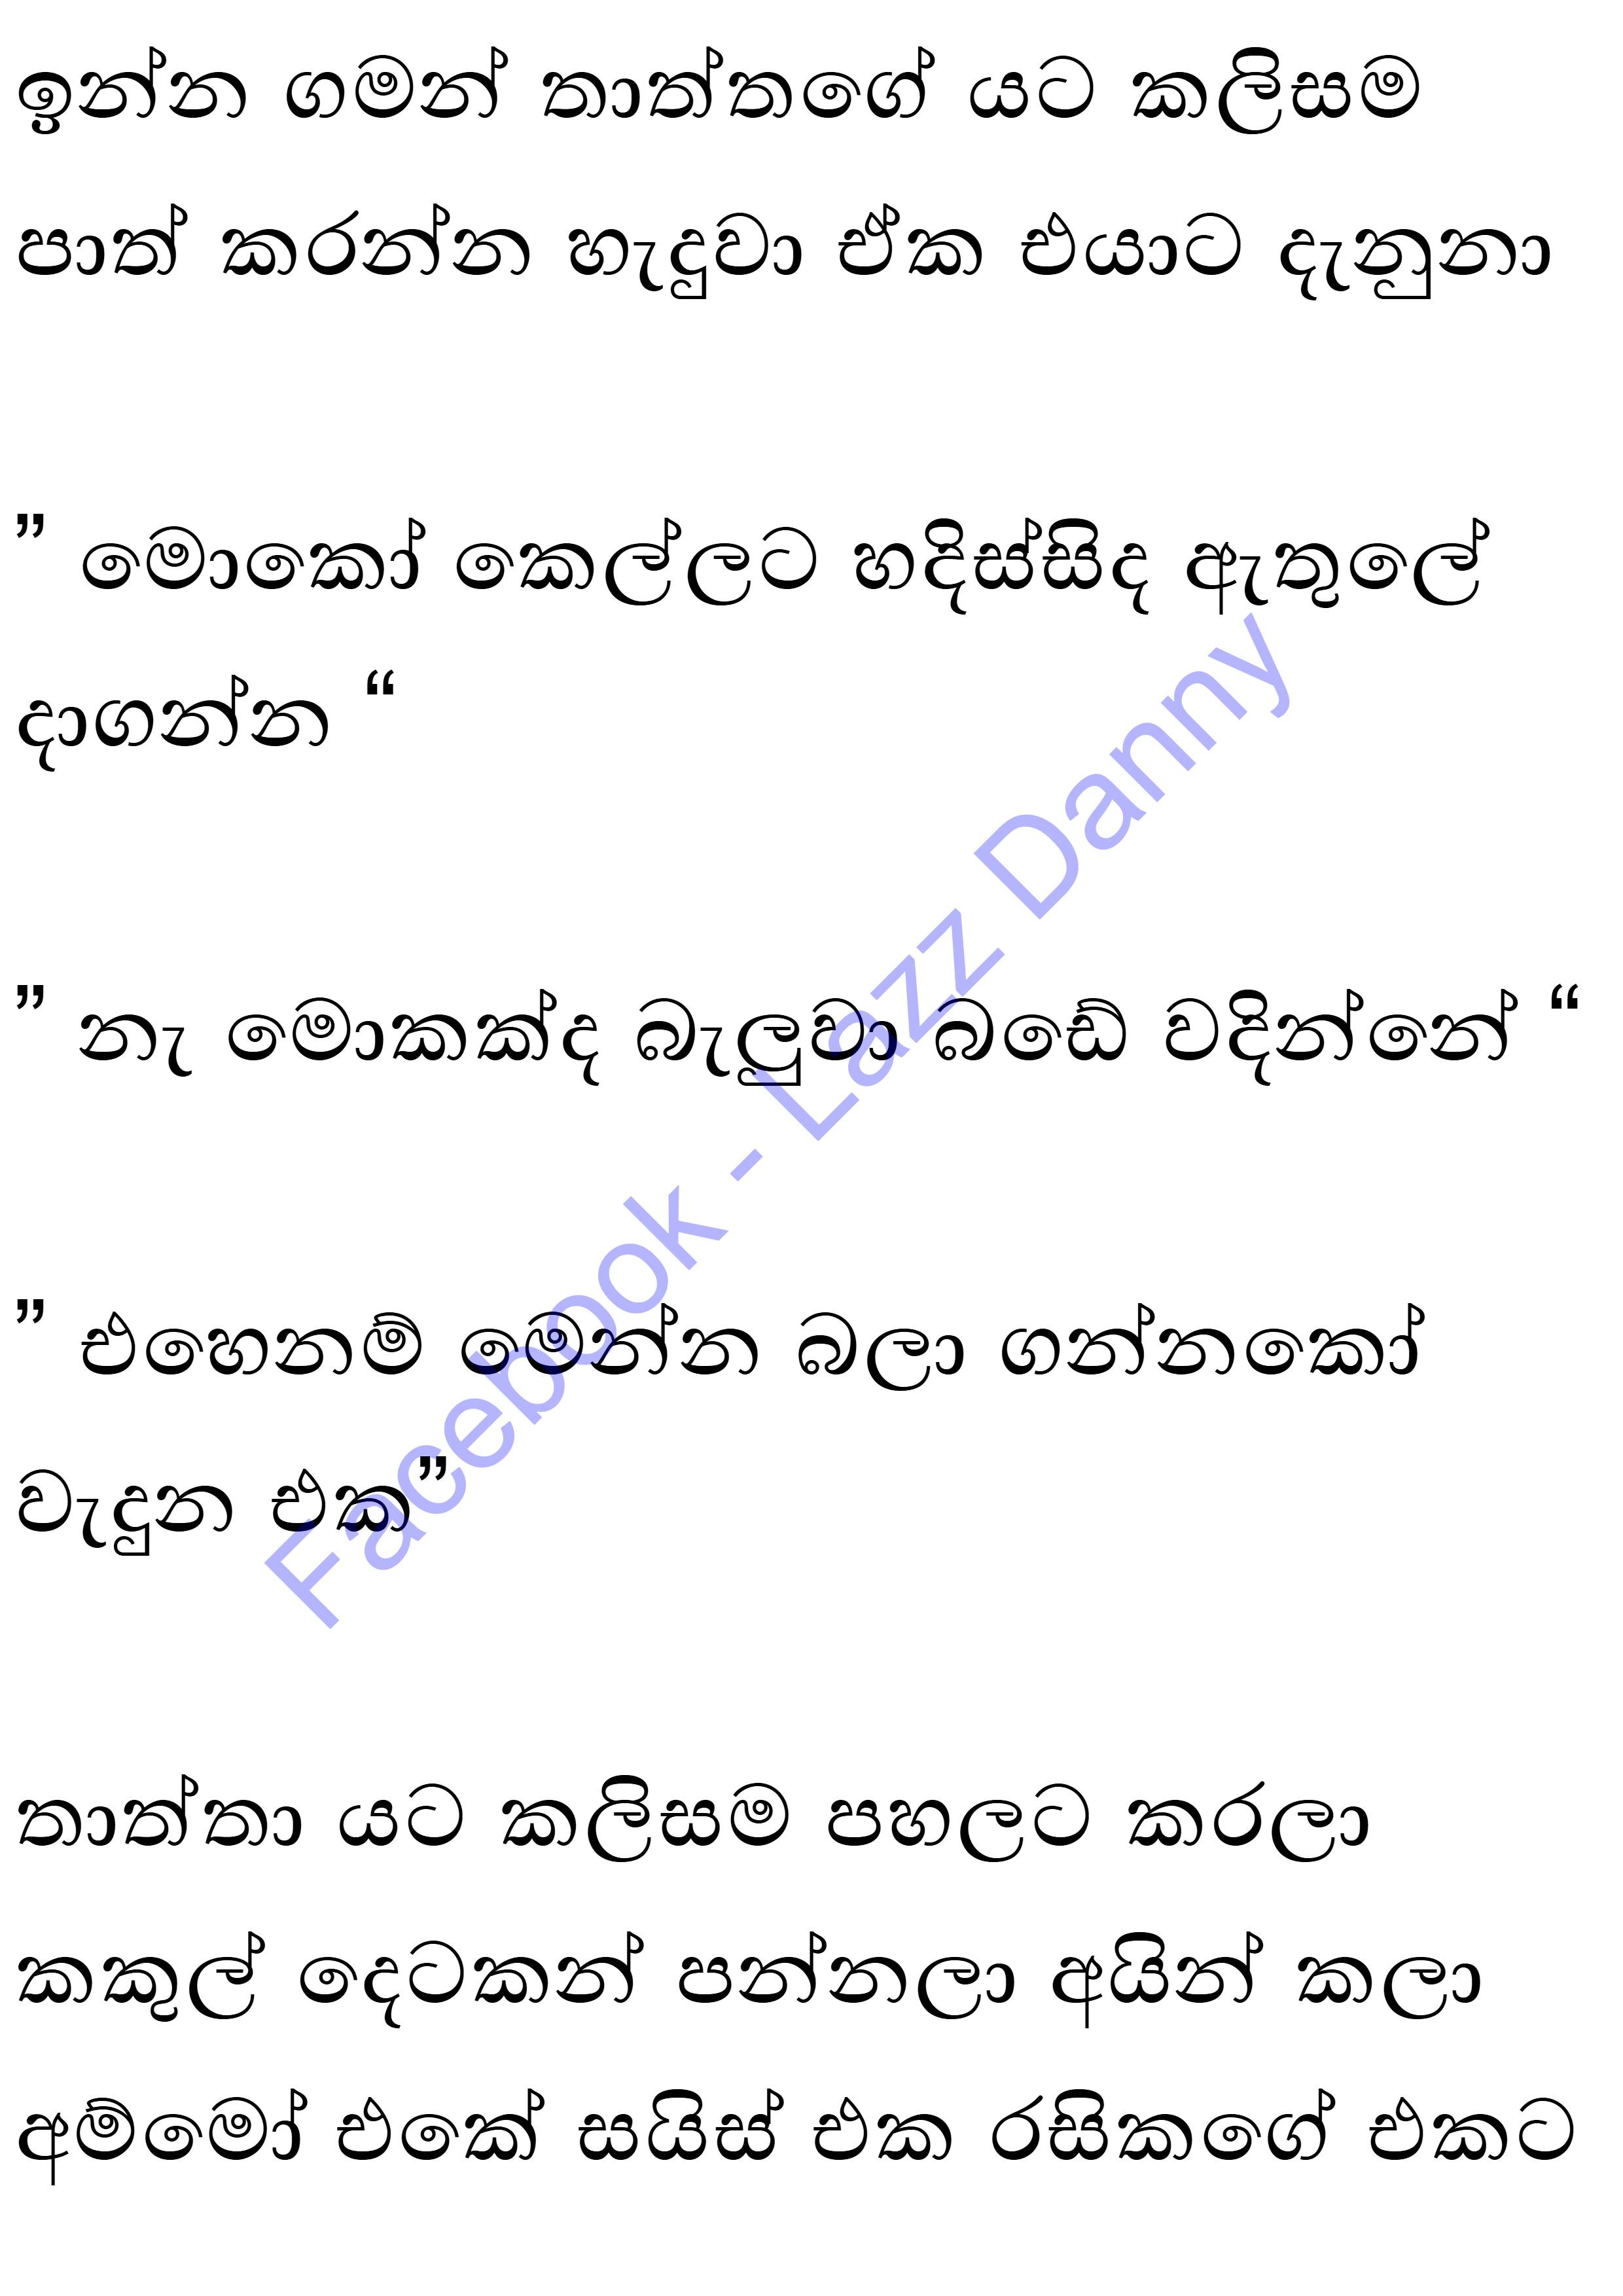 ඉන්න ගමන් තාත්තගේ යට කලිසම
පාත් කරන්න හැදුවා ඒක එයාට දැනුනා
” මොකෝ කෙල්ලට හදිස්සිද ඇතුලේ
දාගන්න “
” නැ මොකක්ද බැලුවා බඩේ වදින්නේ “
” එහෙනම් මෙන්න බලා ගන්නකෝ
වැදුන එක”
තාත්තා යට කලිසම පහලට කරලා
කකුල් දෙටකන් පන්නලා අයින් කලා
අම්මෝ එකේ සයිස් එක රසිකගේ එකට
Facebook - Lazz Danny